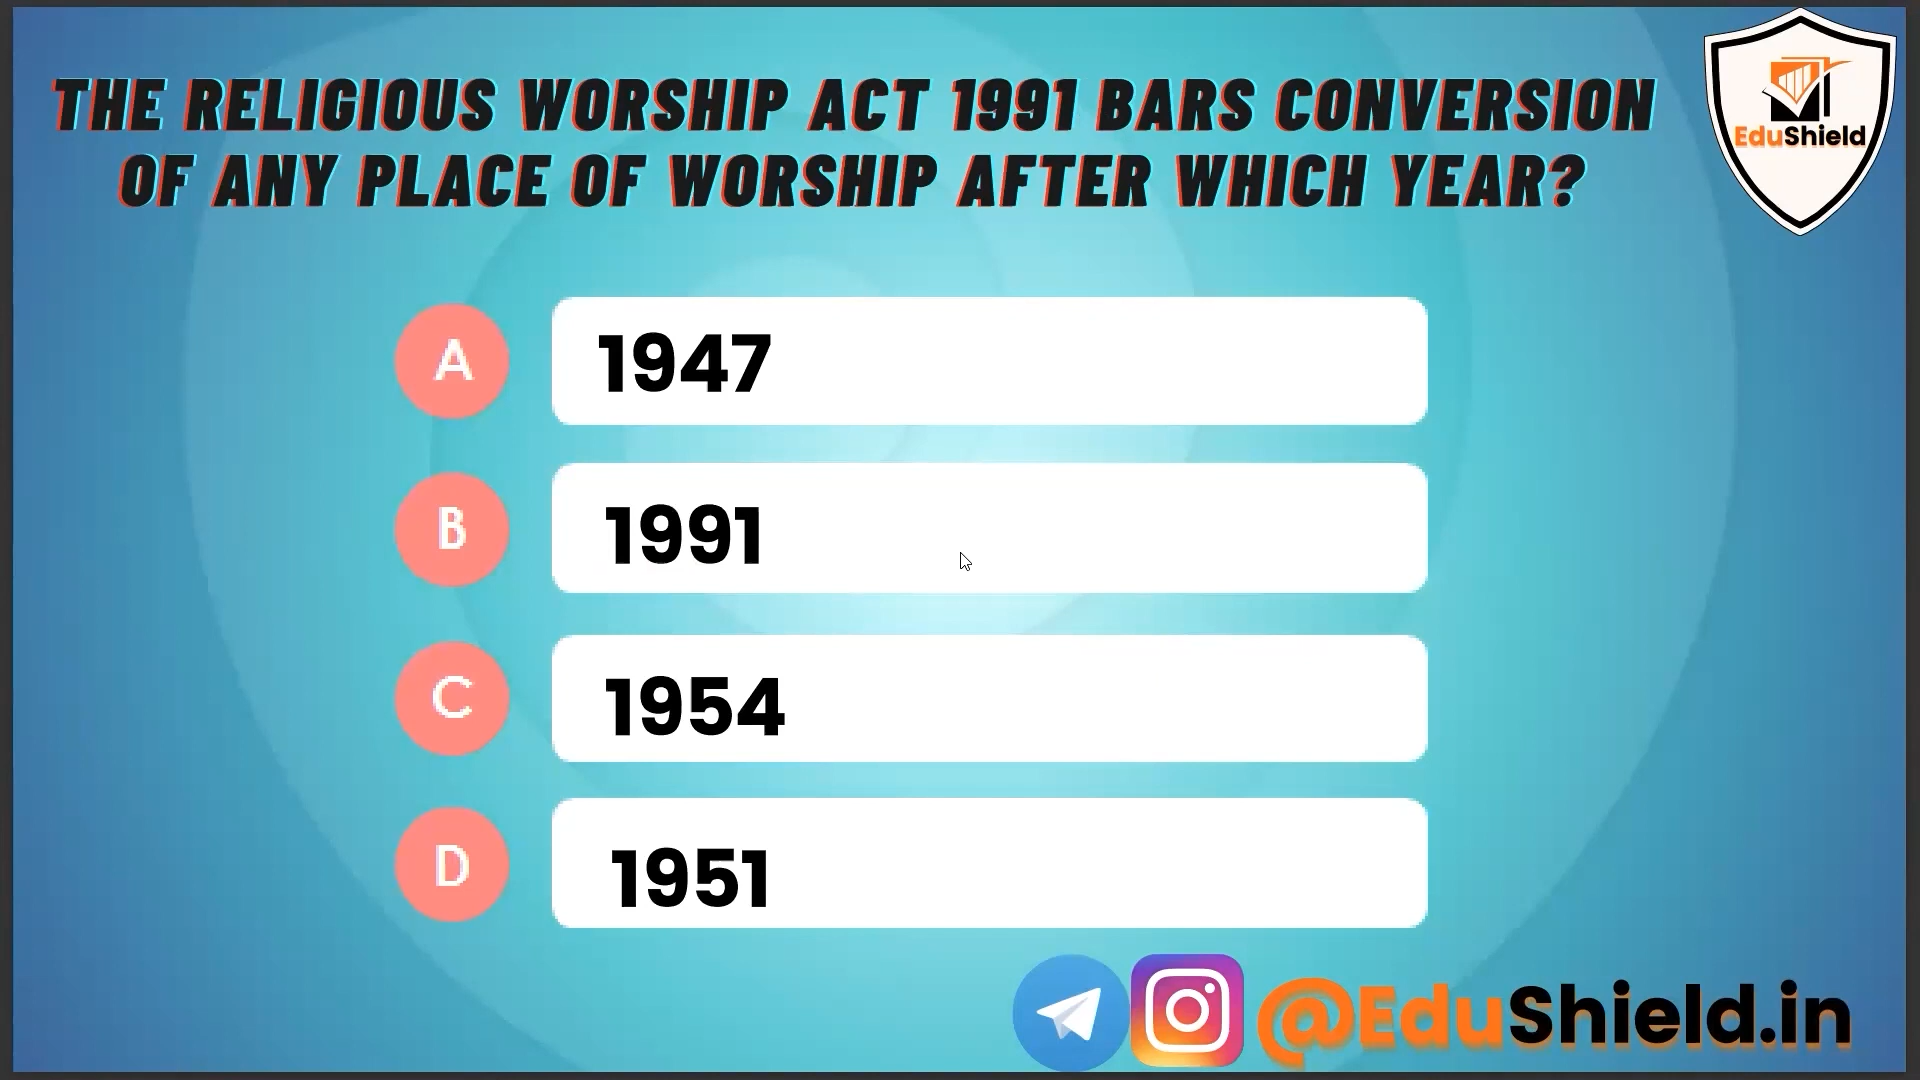 THE RELIGIOUS WORSHIP ACT 1991 BARS CONVERSION
OF ANY PLACE OF WORSHIP AFTER WHICH YEAR?
EduShield
A 1947
B 1991
C 1954
D 1951
@EduShield.in